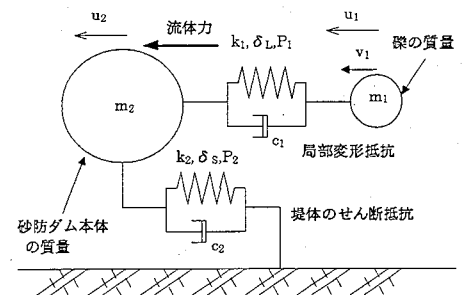 u₂
流体力
k₁,δL,P₁
u₁
v₁
礫の質量
m₂
m₁
c₁
局部変形抵抗
k₂,δS,P₂
砂防ダム本体
の質量
c₂
堤体のせん断抵抗